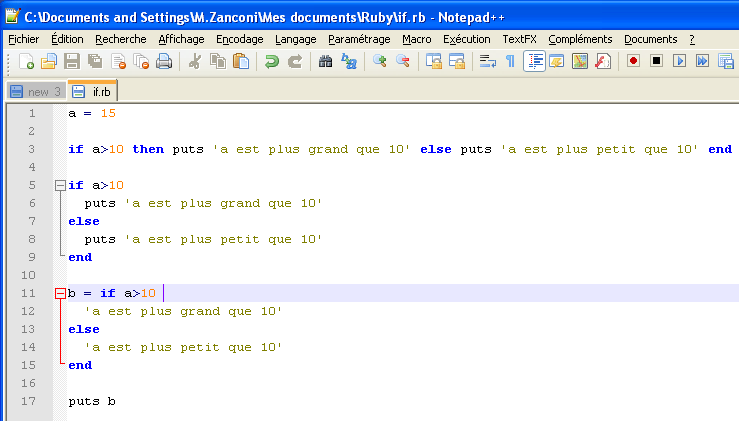 C:\Documents and Settings\M.Zanconi\Mes documents\Ruby\if.rb - Notepad++
Fichier Édition Recherche Affichage Encodage Langage Paramétrage Macro Exécution TextFX Compléments Documents ?
new 3 if.rb
1 a = 15
2
3 if a>10 then puts 'a est plus grand que 10' else puts 'a est plus petit que 10' end
4
5 if a>10
6 puts 'a est plus grand que 10'
7 else
8 puts 'a est plus petit que 10'
9 end
10
11 b = if a>10
12 'a est plus grand que 10'
13 else
14 'a est plus petit que 10'
15 end
16
17 puts b